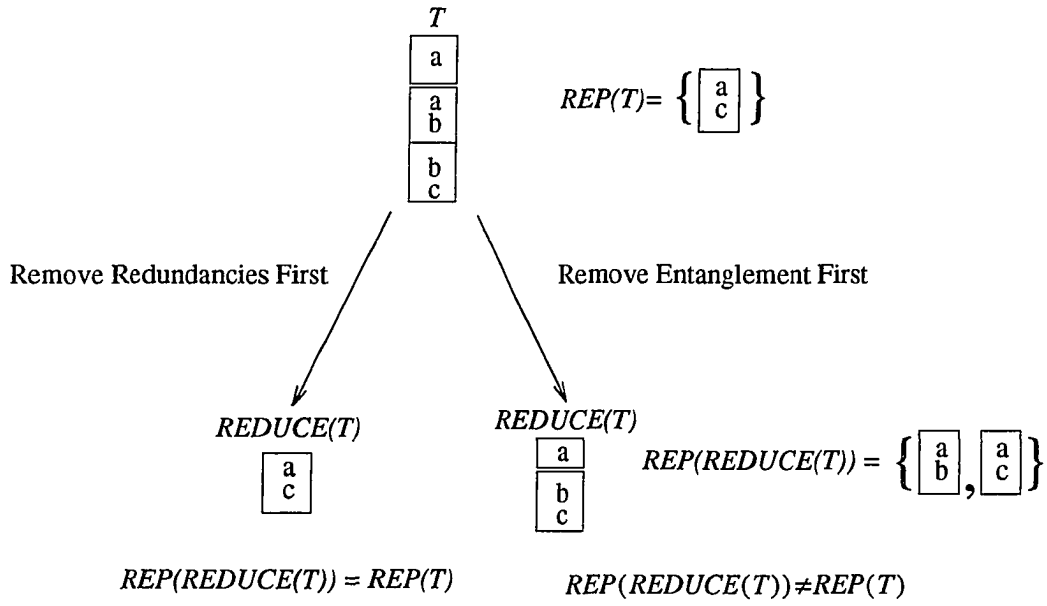 T
a
a
b
b
c
REP(T)= { a c }
Remove Redundancies First
Remove Entanglement First
REDUCE(T)
a
c
REP(REDUCE(T)) = REP(T)
REDUCE(T)
a
b
c
REP(REDUCE(T)) = { a b , a c }
REP(REDUCE(T))≠REP(T)